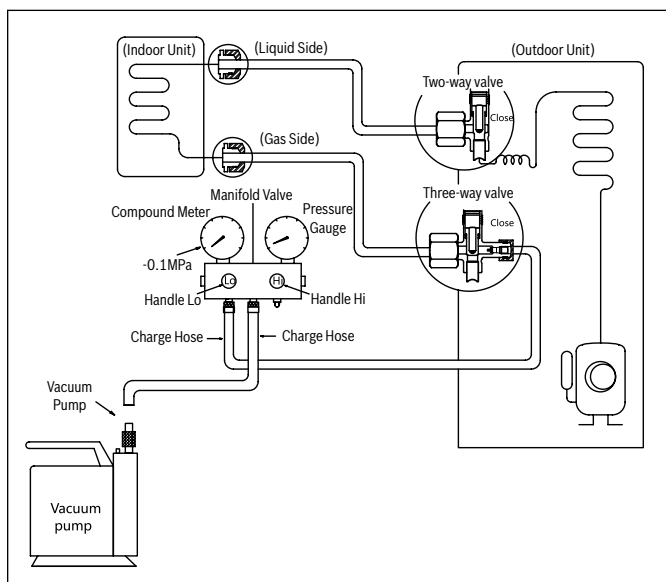 (Indoor Unit)
(Liquid Side)
(Outdoor Unit)
Two-way valve
Close
(Gas Side)
Manifold Valve
Three-way valve
Compound Meter
Pressure
Gauge
Close
-0.1MPa
Lo
Hi
Handle Lo
Handle Hi
Charge Hose
Charge Hose
Vacuum
Pump
Vacuum
pump